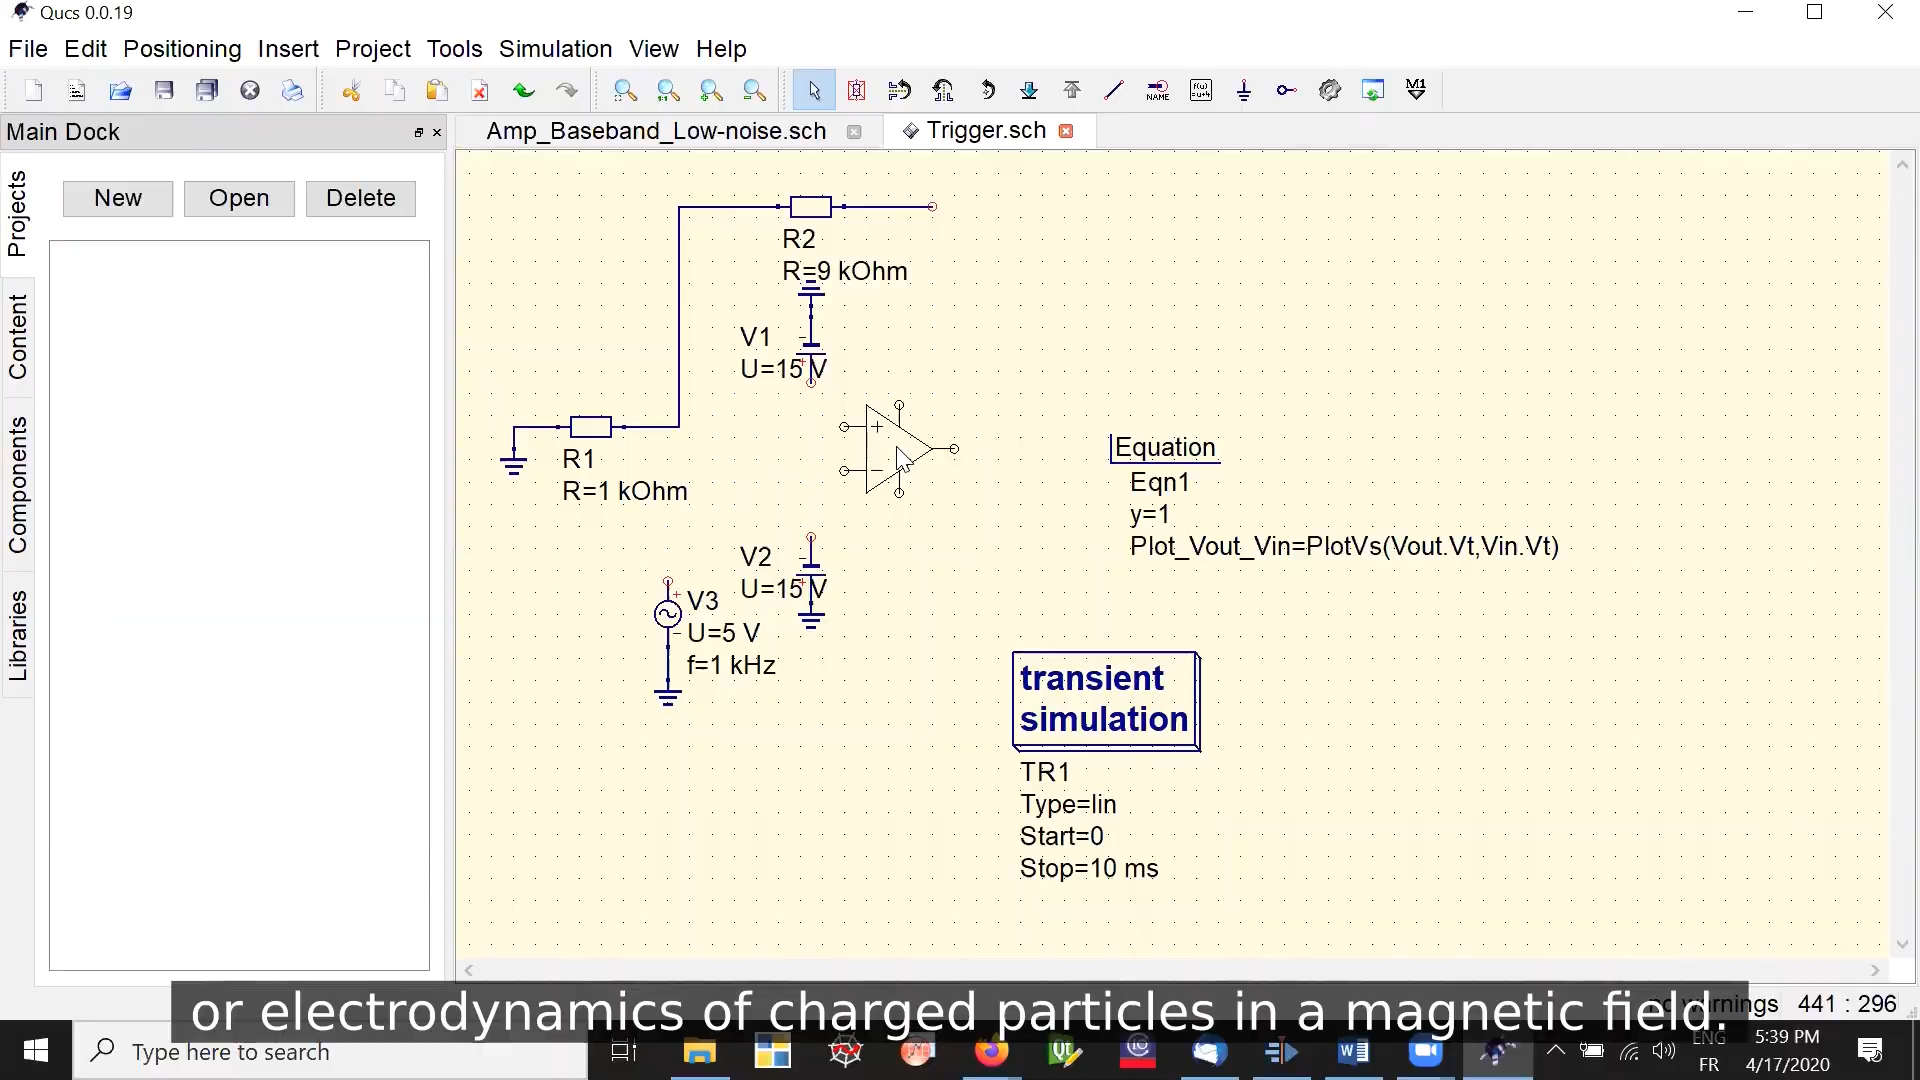 Qucs 0.0.19
File Edit Positioning Insert Project Tools Simulation View Help
NAME
M1
Main Dock
Amp_Baseband_Low-noise.sch
Trigger.sch
Projects
Content
Components
Libraries
New Open Delete
R2
R=9 kOhm
V1
U=15 V
R1
R=1 kOhm
Equation
Eqn1
y=1
Plot_Vout_Vin=PlotVs(Vout.Vt,Vin.Vt)
V2
U=15 V
V3
U=5 V
f=1 kHz
transient
simulation
TR1
Type=lin
Start=0
Stop=10 ms
or electrodynamics of charged particles in a magnetic field.
warnings 441 : 296
Type here to search
ENG
FR
5:39 PM
4/17/2020